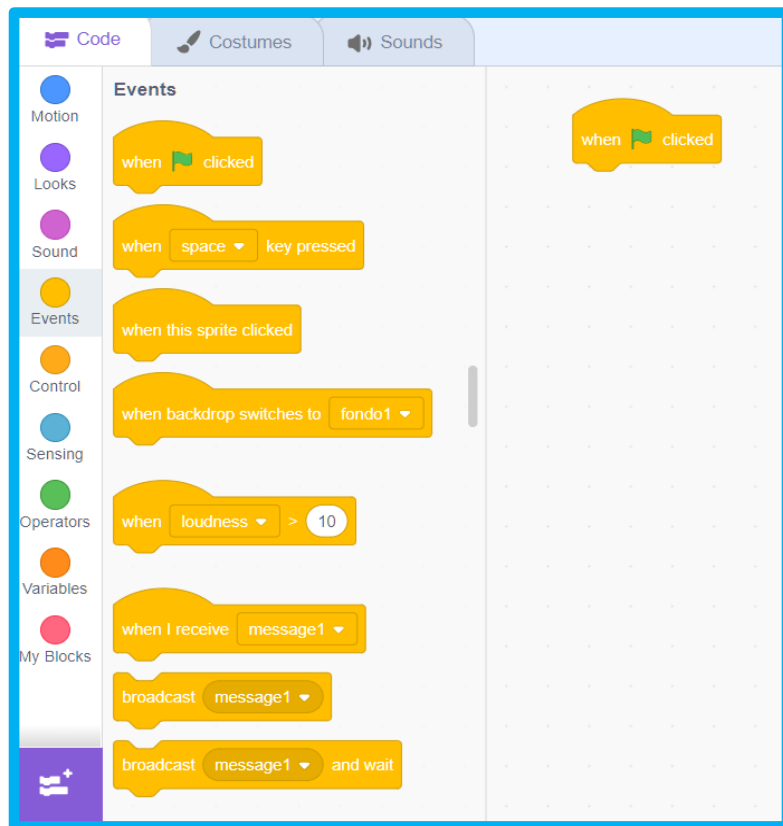 Code
Costumes
Sounds
Motion
Looks
Sound
Events
Control
Sensing
Operators
Variables
My Blocks
Events
when clicked
when space key pressed
when this sprite clicked
when backdrop switches to fondo1
when loudness > 10
when I receive message1
broadcast message1
broadcast message1 and wait
when clicked